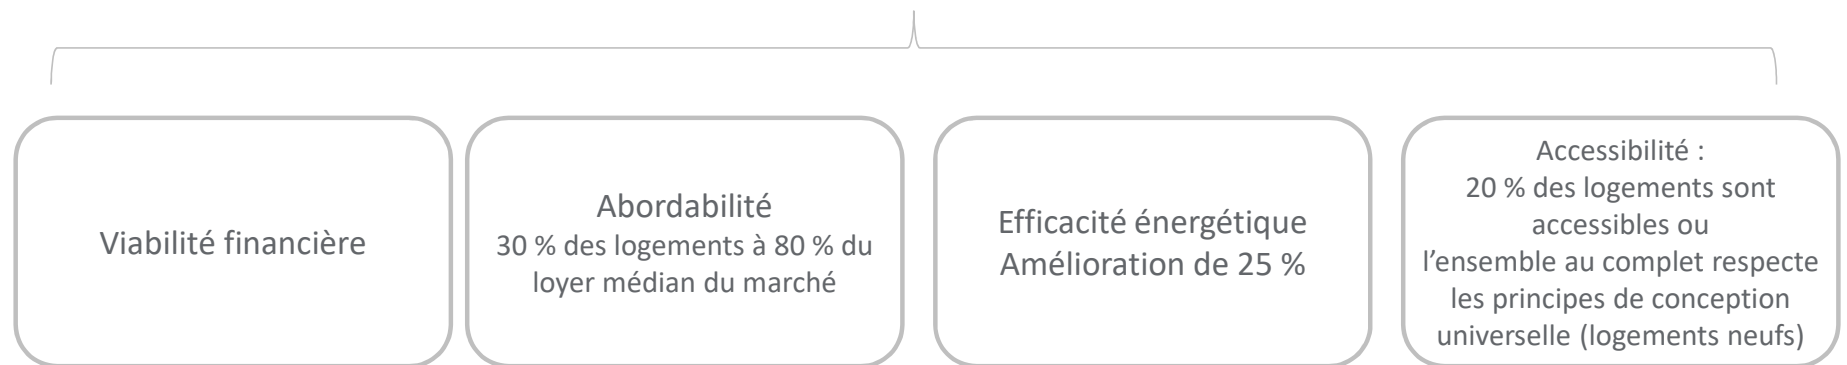 Viabilité financière
Abordabilité
30 % des logements à 80 % du
loyer médian du marché
Efficacité énergétique
Amélioration de 25 %
Accessibilité :
20 % des logements sont
accessibles ou
l’ensemble au complet respecte
les principes de conception
universelle (logements neufs)